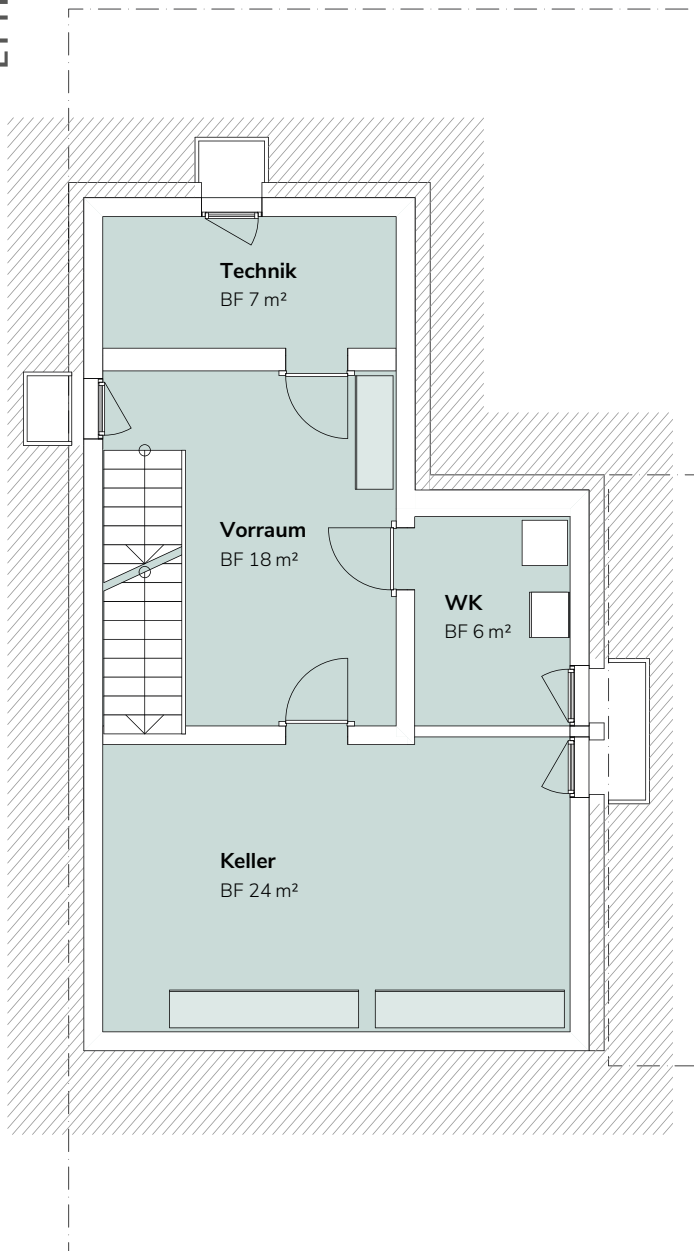 Technik
BF 7 m²
Vorraum
BF 18 m²
WK
BF 6 m²
Keller
BF 24 m²